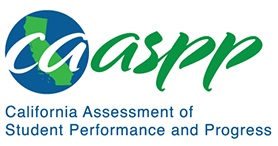 caaspp
California Assessment of
Student Performance and Progress